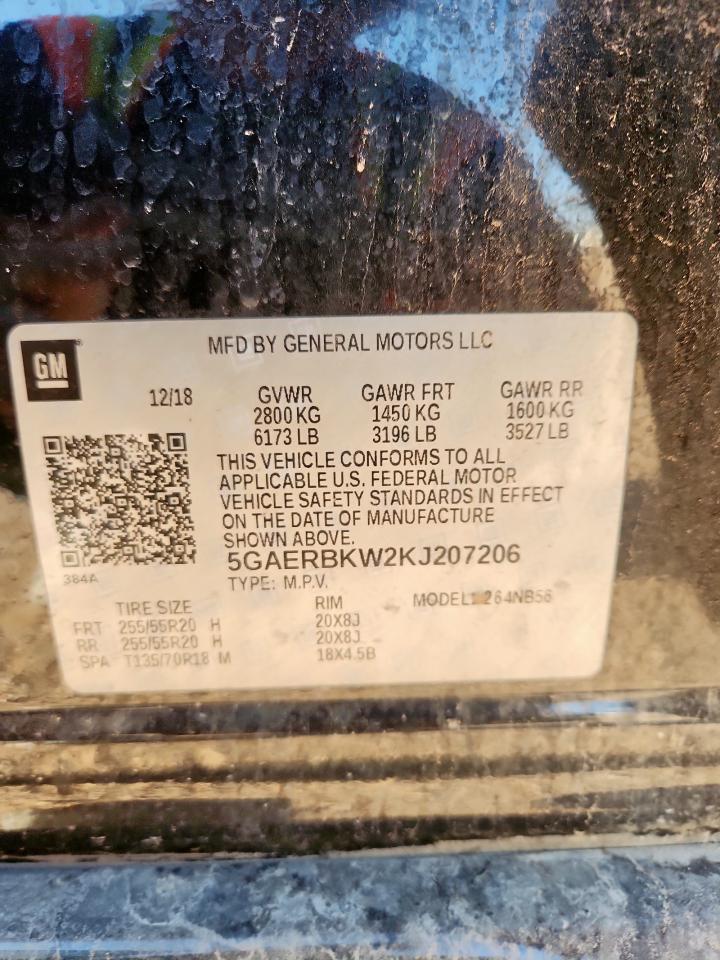 GM
MFD BY GENERAL MOTORS LLC
12/18 GVWR GAWR FRT GAWR RR
2800 KG 1450 KG 1600 KG
6173 LB 3196 LB 3527 LB
THIS VEHICLE CONFORMS TO ALL
APPLICABLE U.S. FEDERAL MOTOR
VEHICLE SAFETY STANDARDS IN EFFECT
ON THE DATE OF MANUFACTURE
SHOWN ABOVE.
384A
5GAERBKW2KJ207206
TYPE: M.P.V.
TIRE SIZE RIM MODEL: 264NB56
FRT 255/55R20 H 20X8J
RR 255/55R20 H 20X8J
SPA T135/70R18 M 18X4.5B